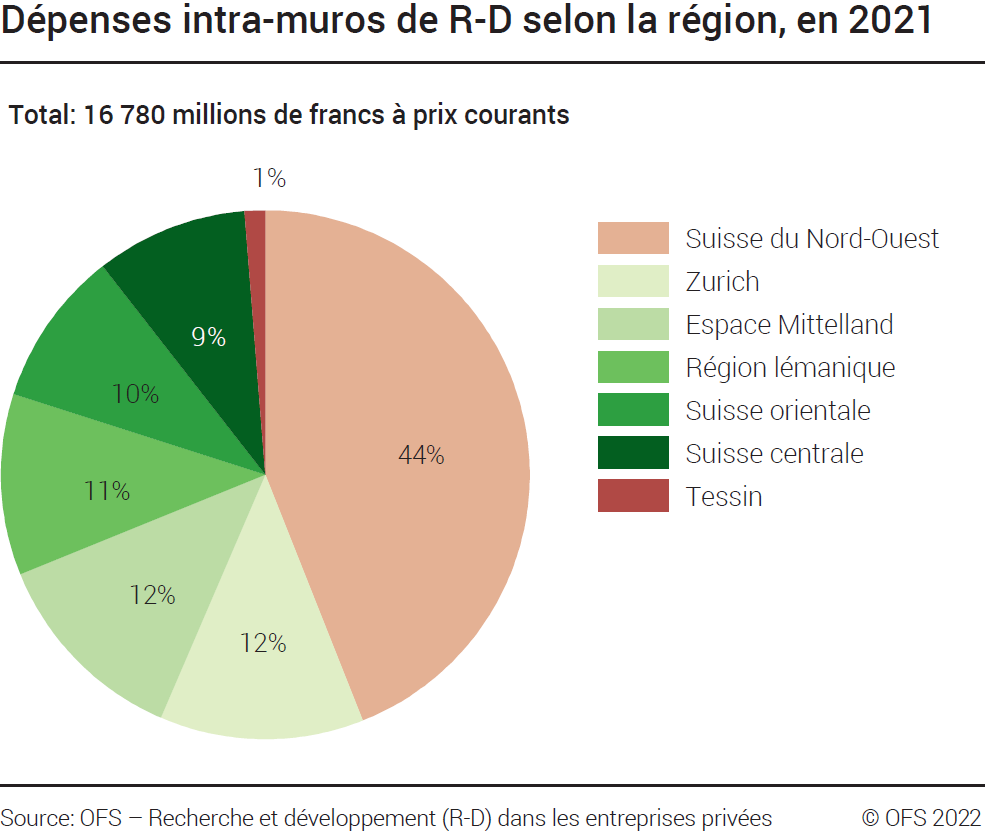 Dépenses intra-muros de R-D selon la région, en 2021
Total: 16 780 millions de francs à prix courants
1%
9%
10%
11%
12%
12%
44%
Suisse du Nord-Ouest
Zurich
Espace Mittelland
Région lémanique
Suisse orientale
Suisse centrale
Tessin
Source: OFS – Recherche et développement (R-D) dans les entreprises privées
© OFS 2022